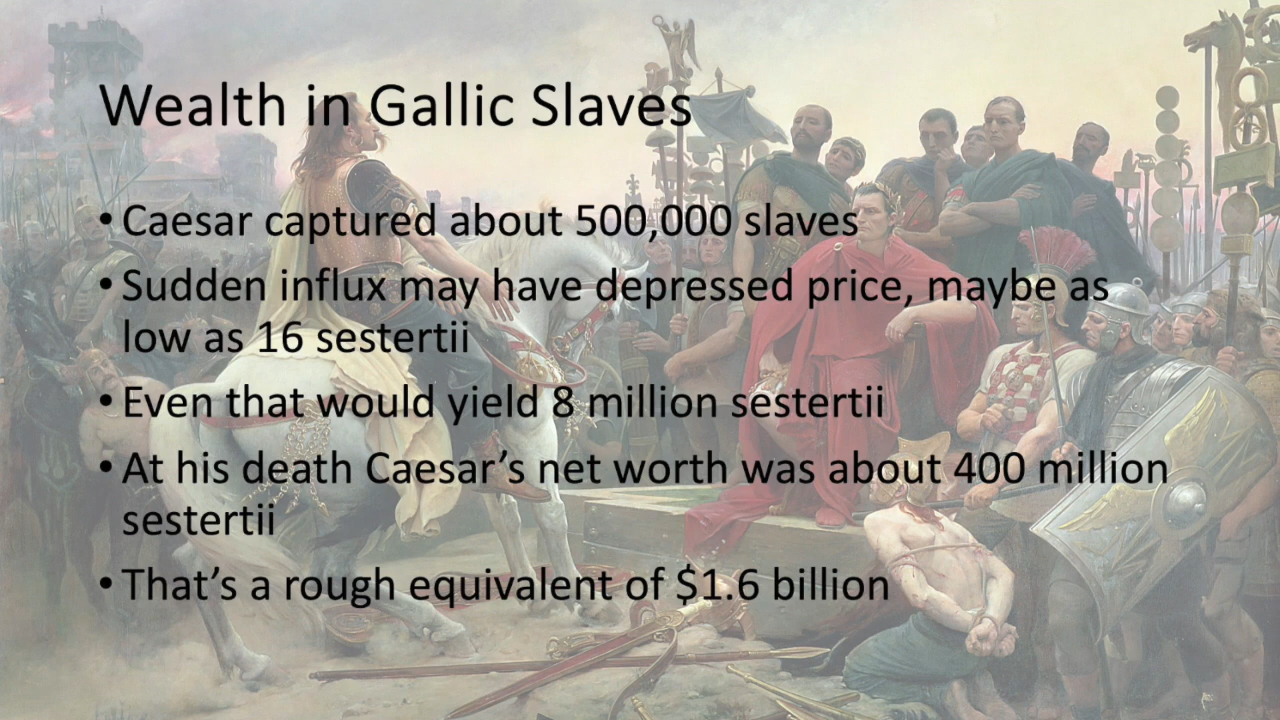 Wealth in Gallic Slaves
• Caesar captured about 500,000 slaves
• Sudden influx may have depressed price, maybe as
low as 16 sestertii
• Even that would yield 8 million sestertii
• At his death Caesar’s net worth was about 400 million
sestertii
• That’s a rough equivalent of $1.6 billion